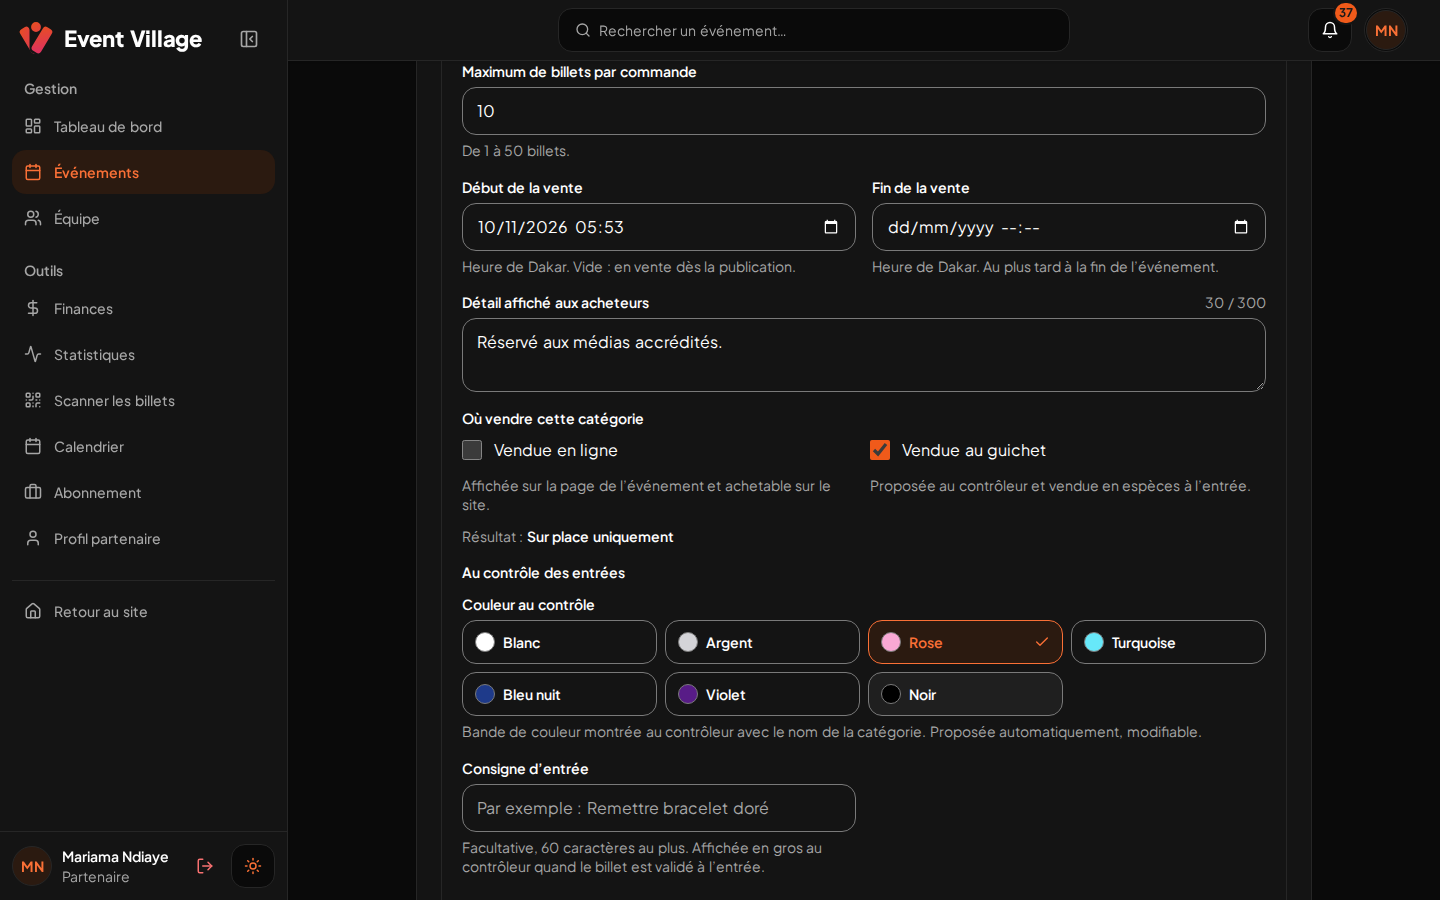 Event Village
Rechercher un événement...
37
MN
Gestion
Tableau de bord
Événements
Équipe
Outils
Finances
Statistiques
Scanner les billets
Calendrier
Abonnement
Profil partenaire
Retour au site
MN
Mariama Ndiaye
Partenaire
Maximum de billets par commande
10
De 1 à 50 billets.
Début de la vente
Fin de la vente
10/11/2026 05:53
dd/mm/yyyy --:--
Heure de Dakar. Vide : en vente dès la publication.
Heure de Dakar. Au plus tard à la fin de l'événement.
Détail affiché aux acheteurs
30 / 300
Réservé aux médias accrédités.
Où vendre cette catégorie
Vendue en ligne
Vendue au guichet
Affichée sur la page de l'événement et achetable sur le
site.
Proposée au contrôleur et vendue en espèces à l'entrée.
Résultat : Sur place uniquement
Au contrôle des entrées
Couleur au contrôle
Blanc
Argent
Rose
Turquoise
Bleu nuit
Violet
Noir
Bande de couleur montrée au contrôleur avec le nom de la catégorie. Proposée automatiquement, modifiable.
Consigne d'entrée
Par exemple : Remettre bracelet doré
Facultative, 60 caractères au plus. Affichée en gros au
contrôleur quand le billet est validé à l'entrée.